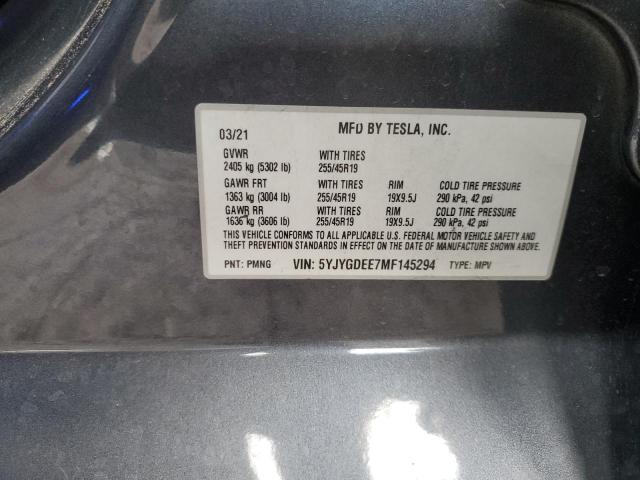 03/21 MFD BY TESLA, INC.
GVWR WITH TIRES
2405 kg (5302 lb) 255/45R19
GAWR FRT WITH TIRES RIM COLD TIRE PRESSURE
1363 kg (3004 lb) 255/45R19 19X9.5J 290 kPa, 42 psi
GAWR RR WITH TIRES RIM COLD TIRE PRESSURE
1636 kg (3606 lb) 255/45R19 19X9.5J 290 kPa, 42 psi
THIS VEHICLE CONFORMS TO ALL APPLICABLE U.S. FEDERAL MOTOR VEHICLE SAFETY AND
THEFT PREVENTION STANDARDS IN EFFECT ON THE DATE OF MANUFACTURE SHOWN ABOVE.
PNT: PMNG VIN: 5YJYGDEE7MF145294 TYPE: MPV